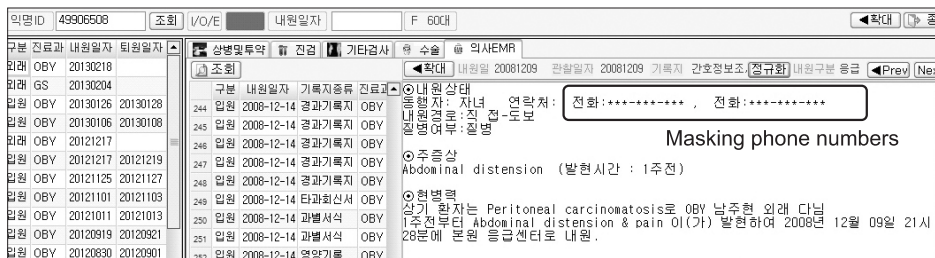 익명ID 49906508 조회 I/O/E 내원일자 F 60대 ◀확대
상병및투약 진검 기타검사 수술 의사EMR
구분 진료과 내원일자 퇴원일자
외래 OBY 20130218
외래 GS 20130204
입원 OBY 20130126 20130128
입원 OBY 20130106 20130108
외래 OBY 20121217
입원 OBY 20121217 20121219
입원 OBY 20121125 20121127
입원 OBY 20121101 20121103
입원 OBY 20121011 20121013
입원 OBY 20120919 20120921
입원 OBY 20120830 20120901
조회
구분 내원일자 기록지종류 진료고
244 입원 2008-12-14 경과기록지 OBY
245 입원 2008-12-14 경과기록지 OBY
246 입원 2008-12-14 경과기록지 OBY
247 입원 2008-12-14 경과기록지 OBY
248 입원 2008-12-14 경과기록지 OBY
249 입원 2008-12-14 타과회신서 OBY
250 입원 2008-12-14 과별서식 OBY
251 입원 2008-12-14 과별서식 OBY
252 입원 2008-12-14 영양기록 OBY
◀확대 내원일 20081209 관찰일자 20081209 기록지 간호정보조사 정규화 내원구분 응급 ◀Prev Nex
⊙내원상태
동행자: 자녀 연락처: 전화:***-***-*** , 전화:***-***-***
내원경로:직 접-도보
질병여부:질병
Masking phone numbers
⊙주증상
Abdominal distension (발현시간 : 1주전)
⊙현병력
상기 환자는 Peritoneal carcinomatosis로 OBY 남주현 외래 다님
1주전부터 Abdominal distension & pain 이(가) 발현하여 2008년 12월 09일 21시
28분에 본원 응급센터로 내원.